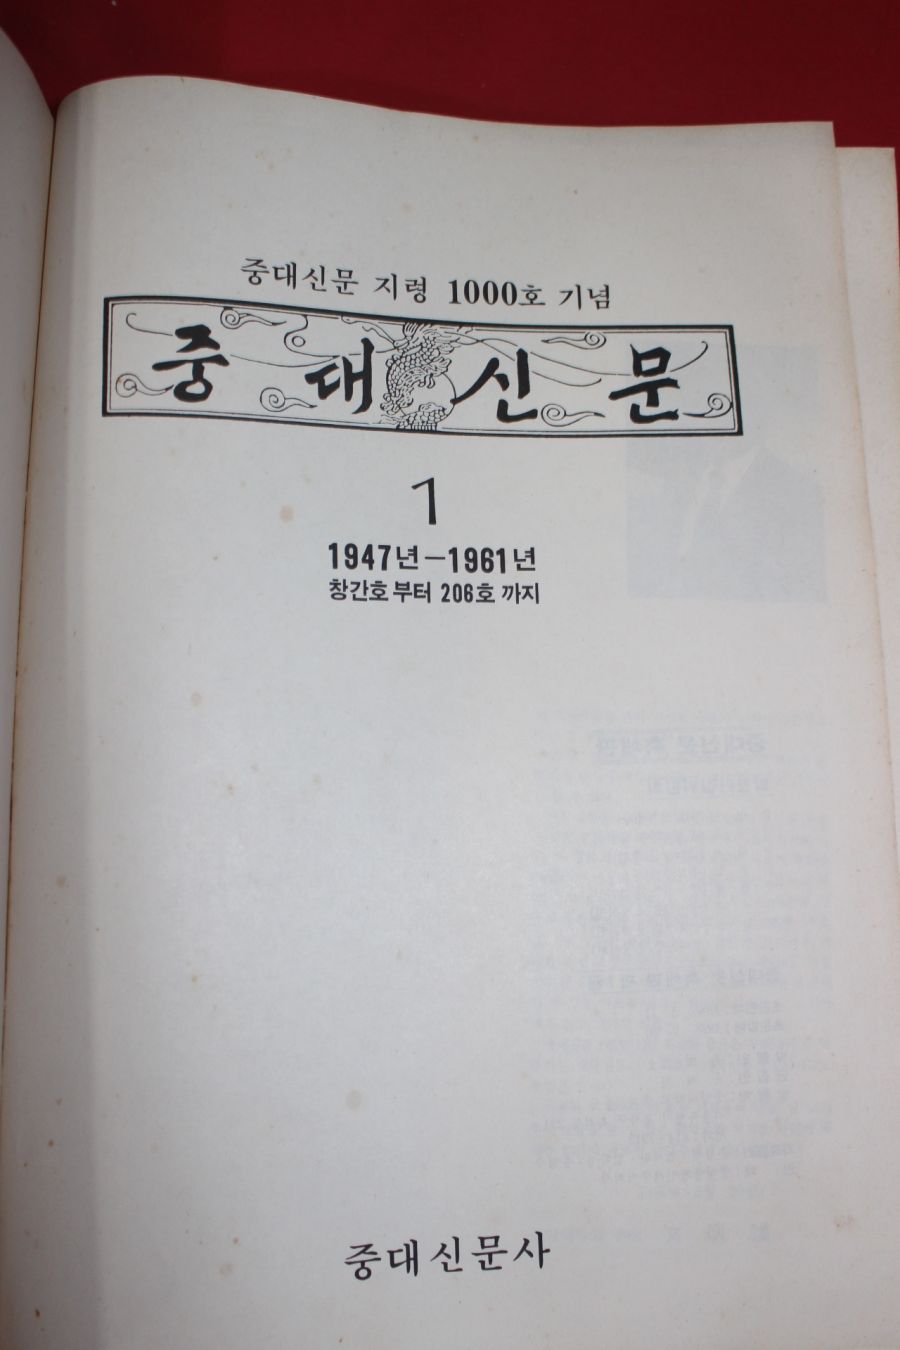 중대신문 지령 1000호 기념
중대신문
1
1947년-1961년
창간호부터 206호 까지
중대신문사